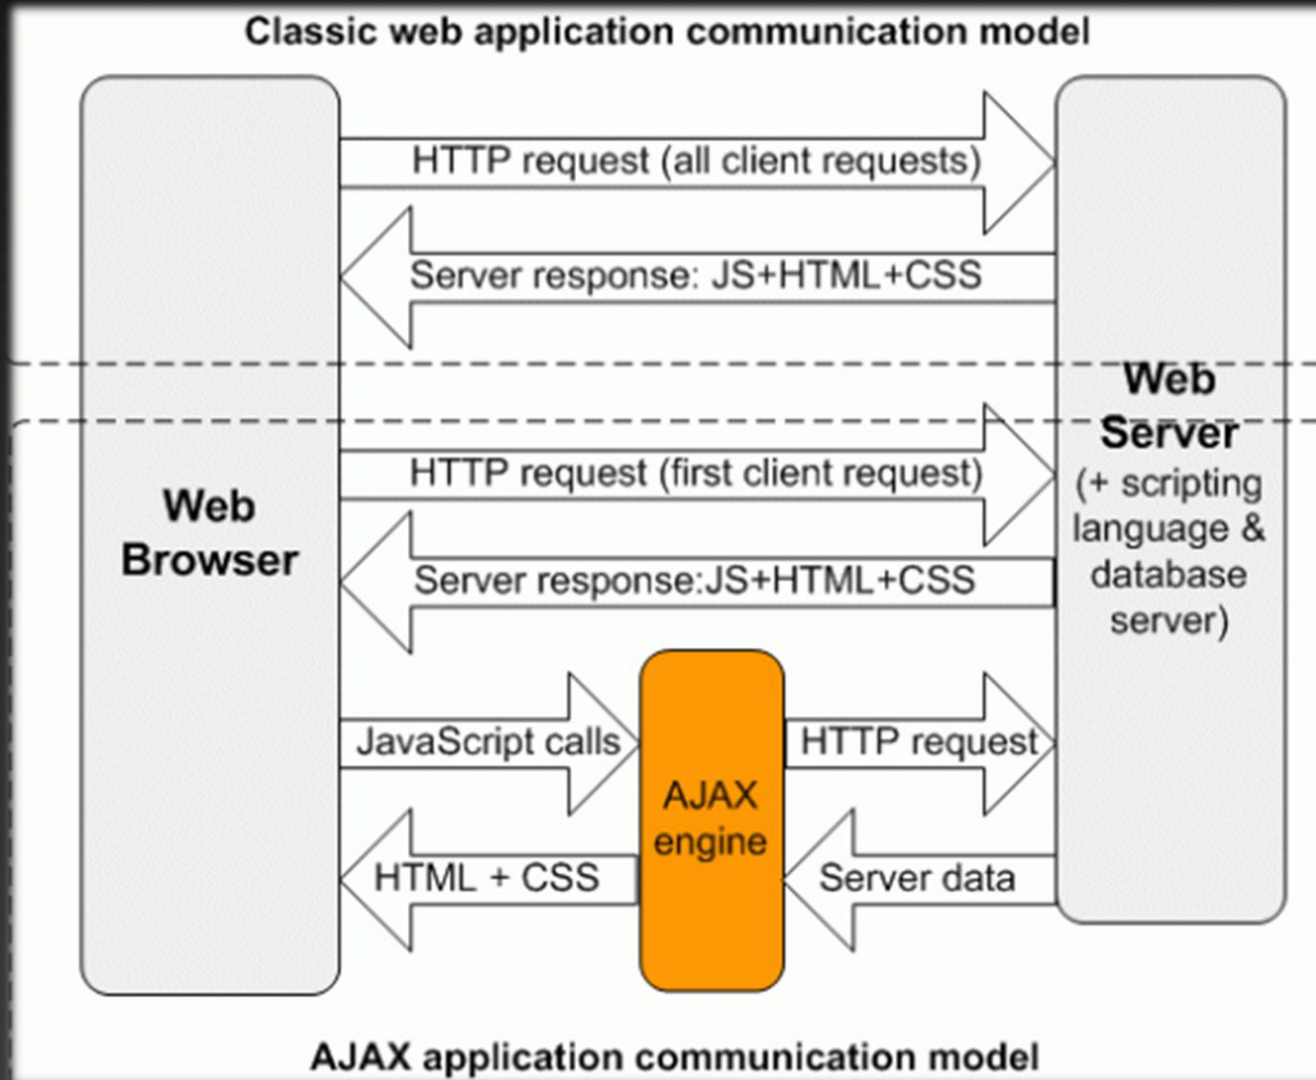 Classic web application communication model
HTTP request (all client requests)
Server response: JS+HTML+CSS
Web
Server
(+ scripting
language &
database
server)
HTTP request (first client request)
Web
Browser
Server response:JS+HTML+CSS
JavaScript calls
HTTP request
AJAX
engine
HTML + CSS
Server data
AJAX application communication model